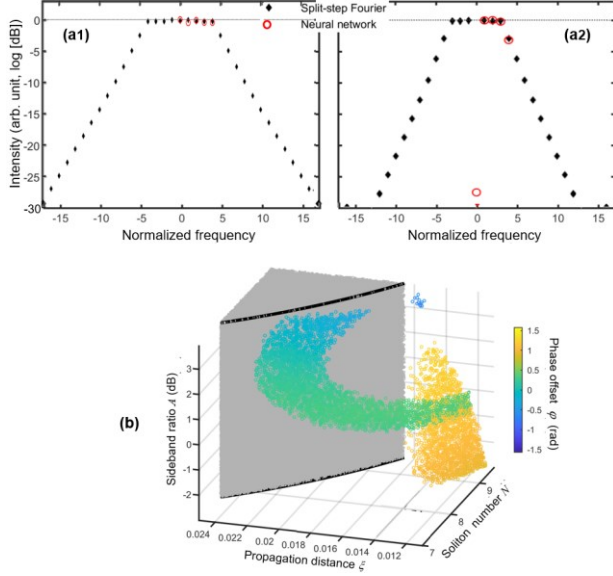 (a1)
Split-step Fourier
Neural network
(a2)
Intensity (arb. unit, log [dB])
0
-5
-10
-15
-20
-25
-30
-15 -10 -5 0 5 10 15
-15 -10 -5 0 5 10 15
Normalized frequency
Normalized frequency
(b)
Sideband ratio A (dB)
3
2
1
0
-1
-2
0.024 0.022 0.02 0.018 0.016 0.014 0.012
Propagation distance ξ
7 8 9
Soliton number N
1.5
1
0.5
0
-0.5
-1
-1.5
Phase offset φ (rad)